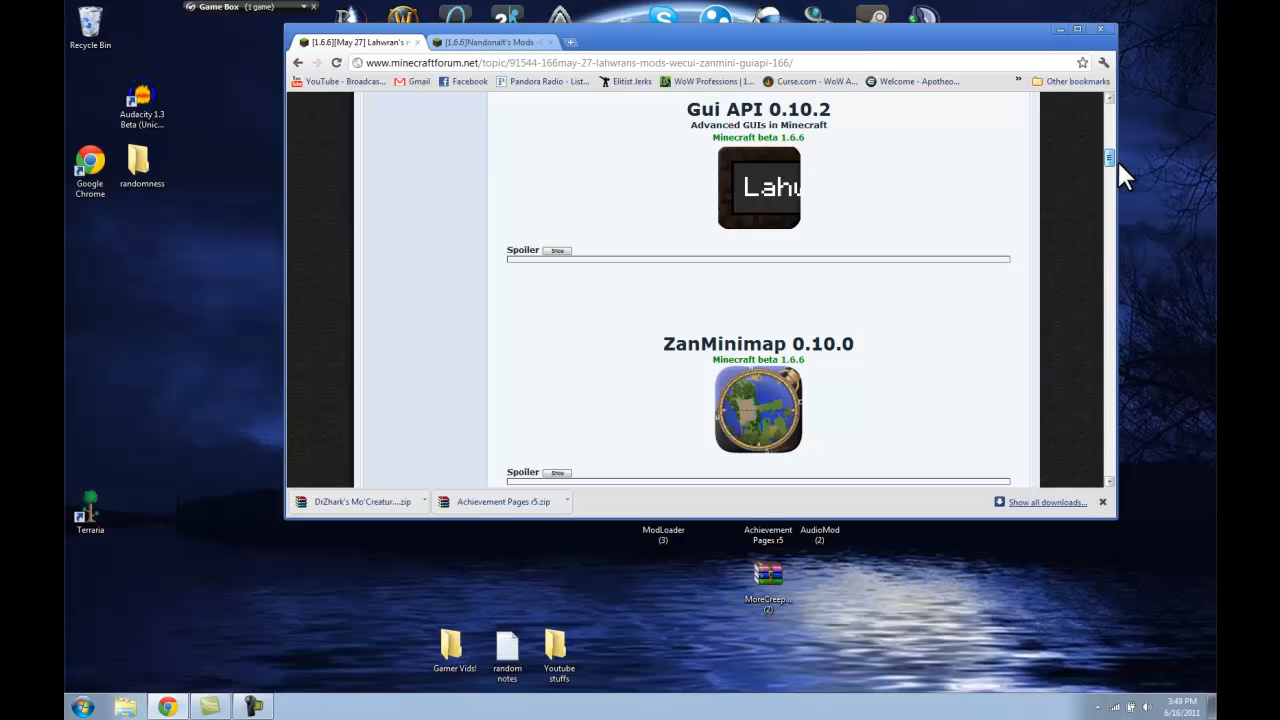 Game Box (1 game)
Recycle Bin
Audacity 1.3
Beta (Unic...
Google
Chrome
randomness
Terraria
[1.6.6][May 27] Lahwran's r
[1.6.6]Nandonalt's Mods -
www.minecraftforum.net/topic/91544-166may-27-lahwrans-mods-wecui-zanmini-guiapi-166/
YouTube - Broadcas...
Gmail
Facebook
Pandora Radio - List...
Elitist Jerks
WoW Professions | 1...
Curse.com - WoW A...
Welcome - Apotheo...
»
Other bookmarks
Gui API 0.10.2
Advanced GUIs in Minecraft
Minecraft beta 1.6.6
Lahw
Spoiler Show
ZanMinimap 0.10.0
Minecraft beta 1.6.6
Spoiler Show
DrZhark's Mo'Creatur....zip
Achievement Pages r5.zip
Show all downloads...
ModLoader
(3)
Achievement
Pages r5
AudioMod
(2)
MoreCreep...
(2)
Gamer Vids!
random
notes
Youtube
stuffs
3:49 PM
6/16/2011